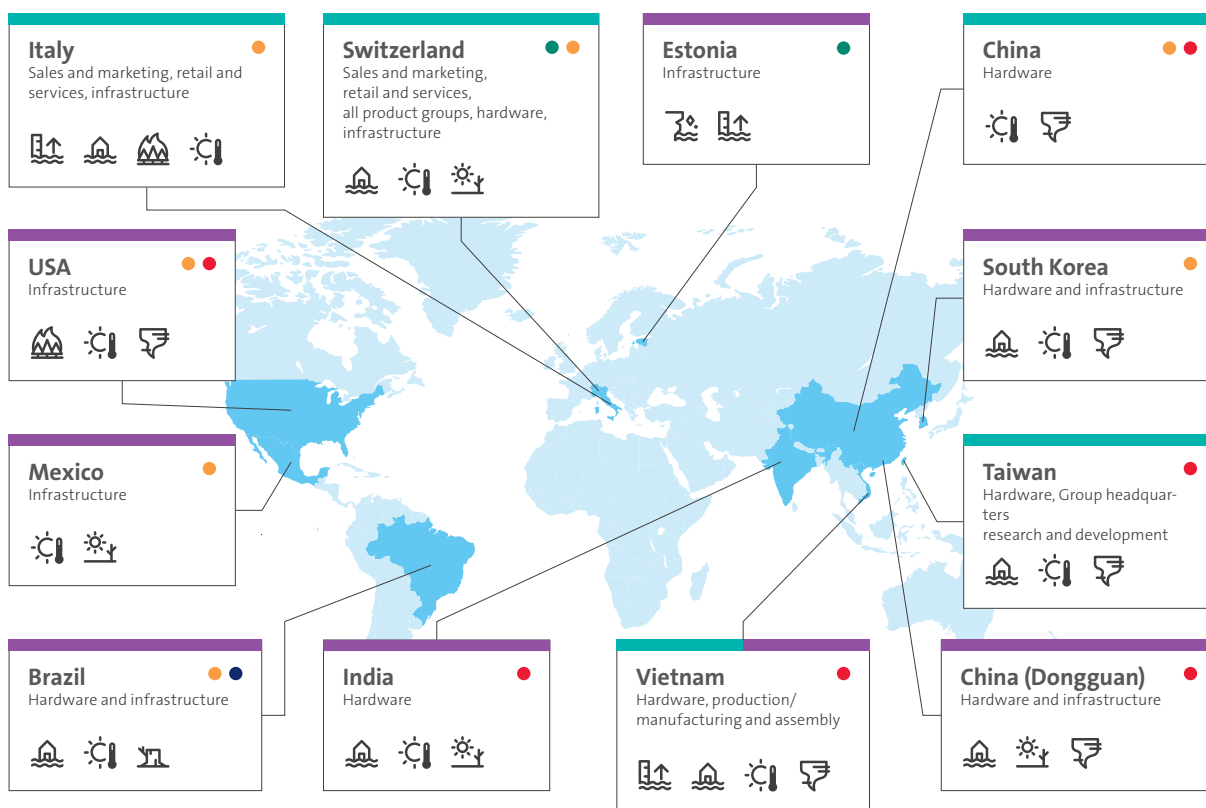 Italy
Sales and marketing, retail and
services, infrastructure
Switzerland
Sales and marketing,
retail and services,
all product groups, hardware,
infrastructure
Estonia
Infrastructure
China
Hardware
USA
Infrastructure
South Korea
Hardware and infrastructure
Mexico
Infrastructure
Taiwan
Hardware, Group headquar-
ters
research and development
Brazil
Hardware and infrastructure
India
Hardware
Vietnam
Hardware, production/
manufacturing and assembly
China (Dongguan)
Hardware and infrastructure